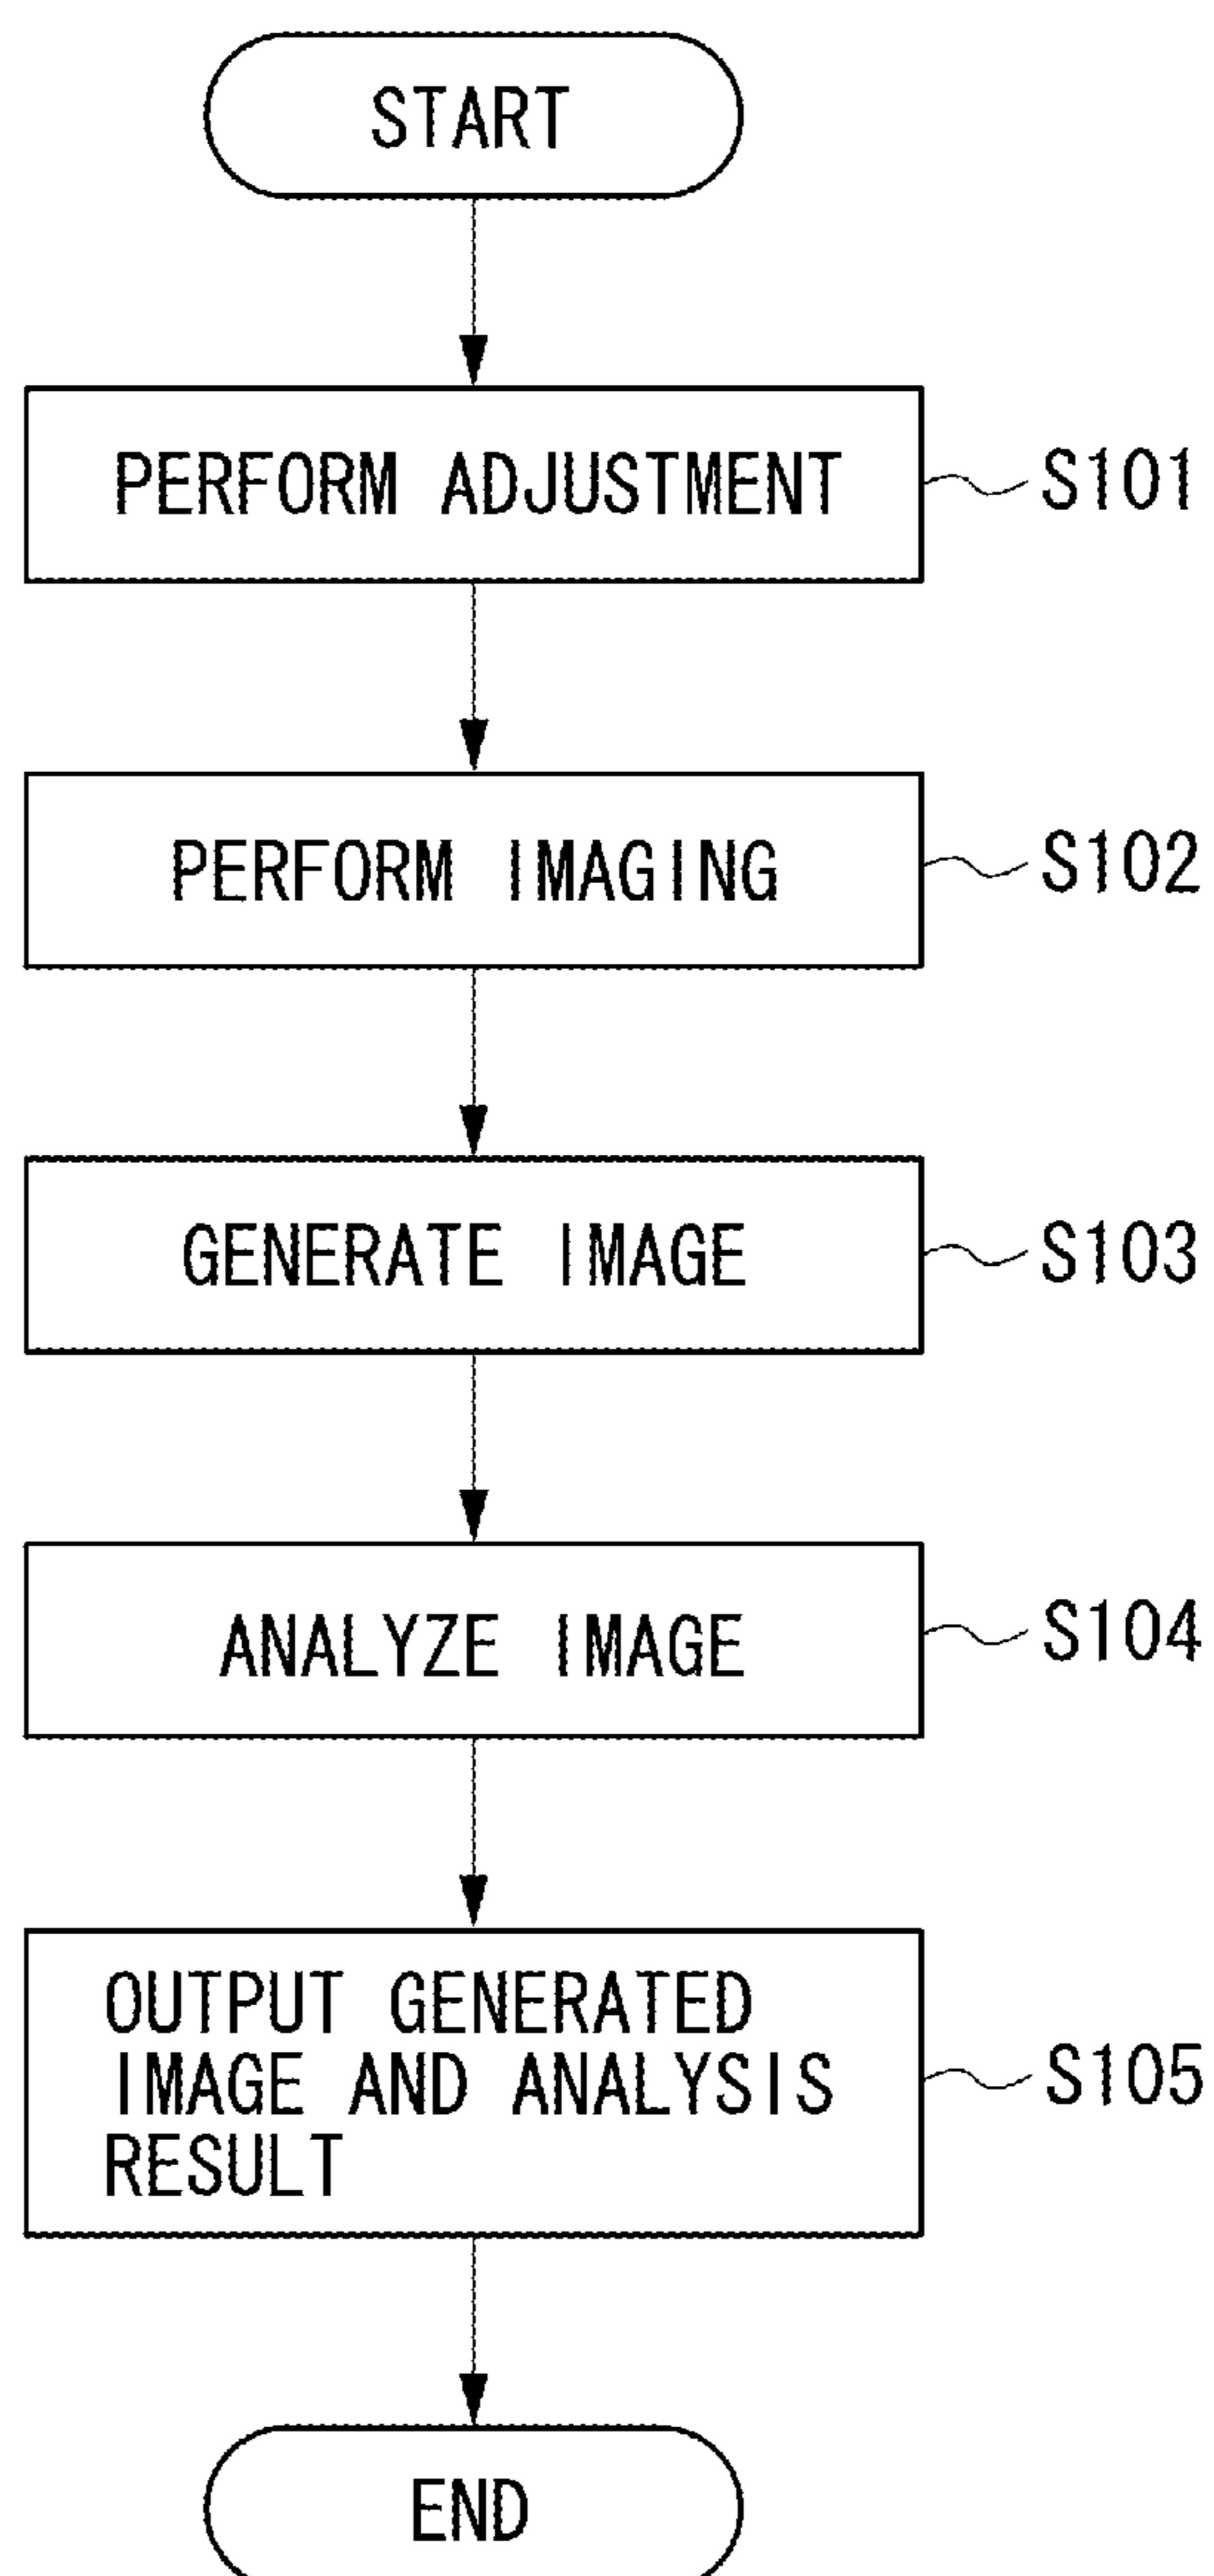 START
PERFORM ADJUSTMENT
S101
PERFORM IMAGING
S102
GENERATE IMAGE
S103
ANALYZE IMAGE
S104
OUTPUT GENERATED
IMAGE AND ANALYSIS
RESULT
S105
END